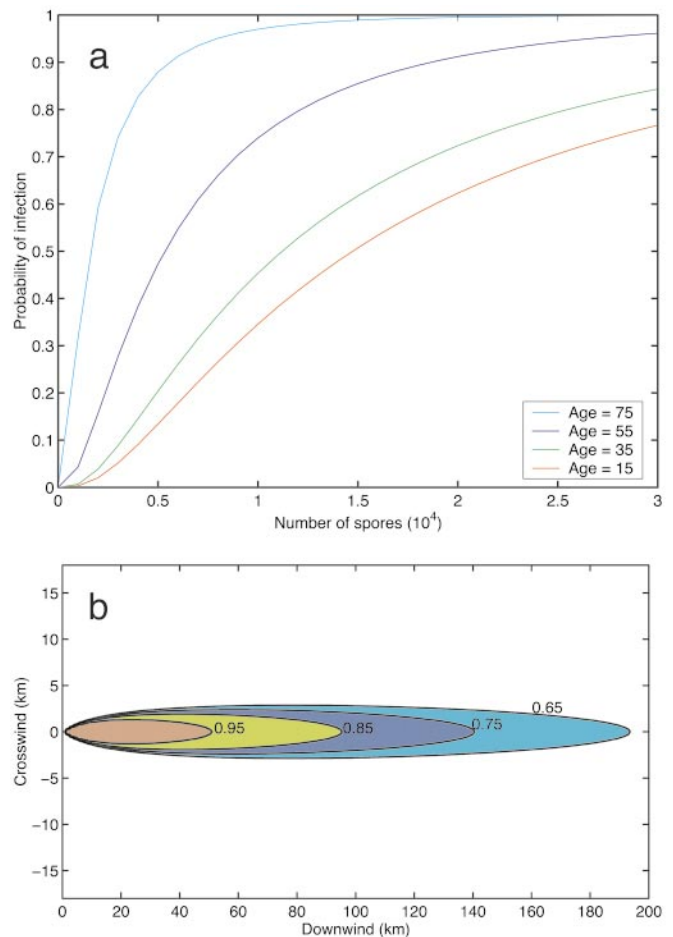 a
1
0.9
0.8
0.7
0.6
0.5
0.4
0.3
0.2
0.1
0
Probability of infection
Age = 75
Age = 55
Age = 35
Age = 15
0 0.5 1 1.5 2 2.5 3
Number of spores (10^4)
b
15
10
5
0
−5
−10
−15
Crosswind (km)
0.65
0.95 0.85 0.75
0 20 40 60 80 100 120 140 160 180 200
Downwind (km)